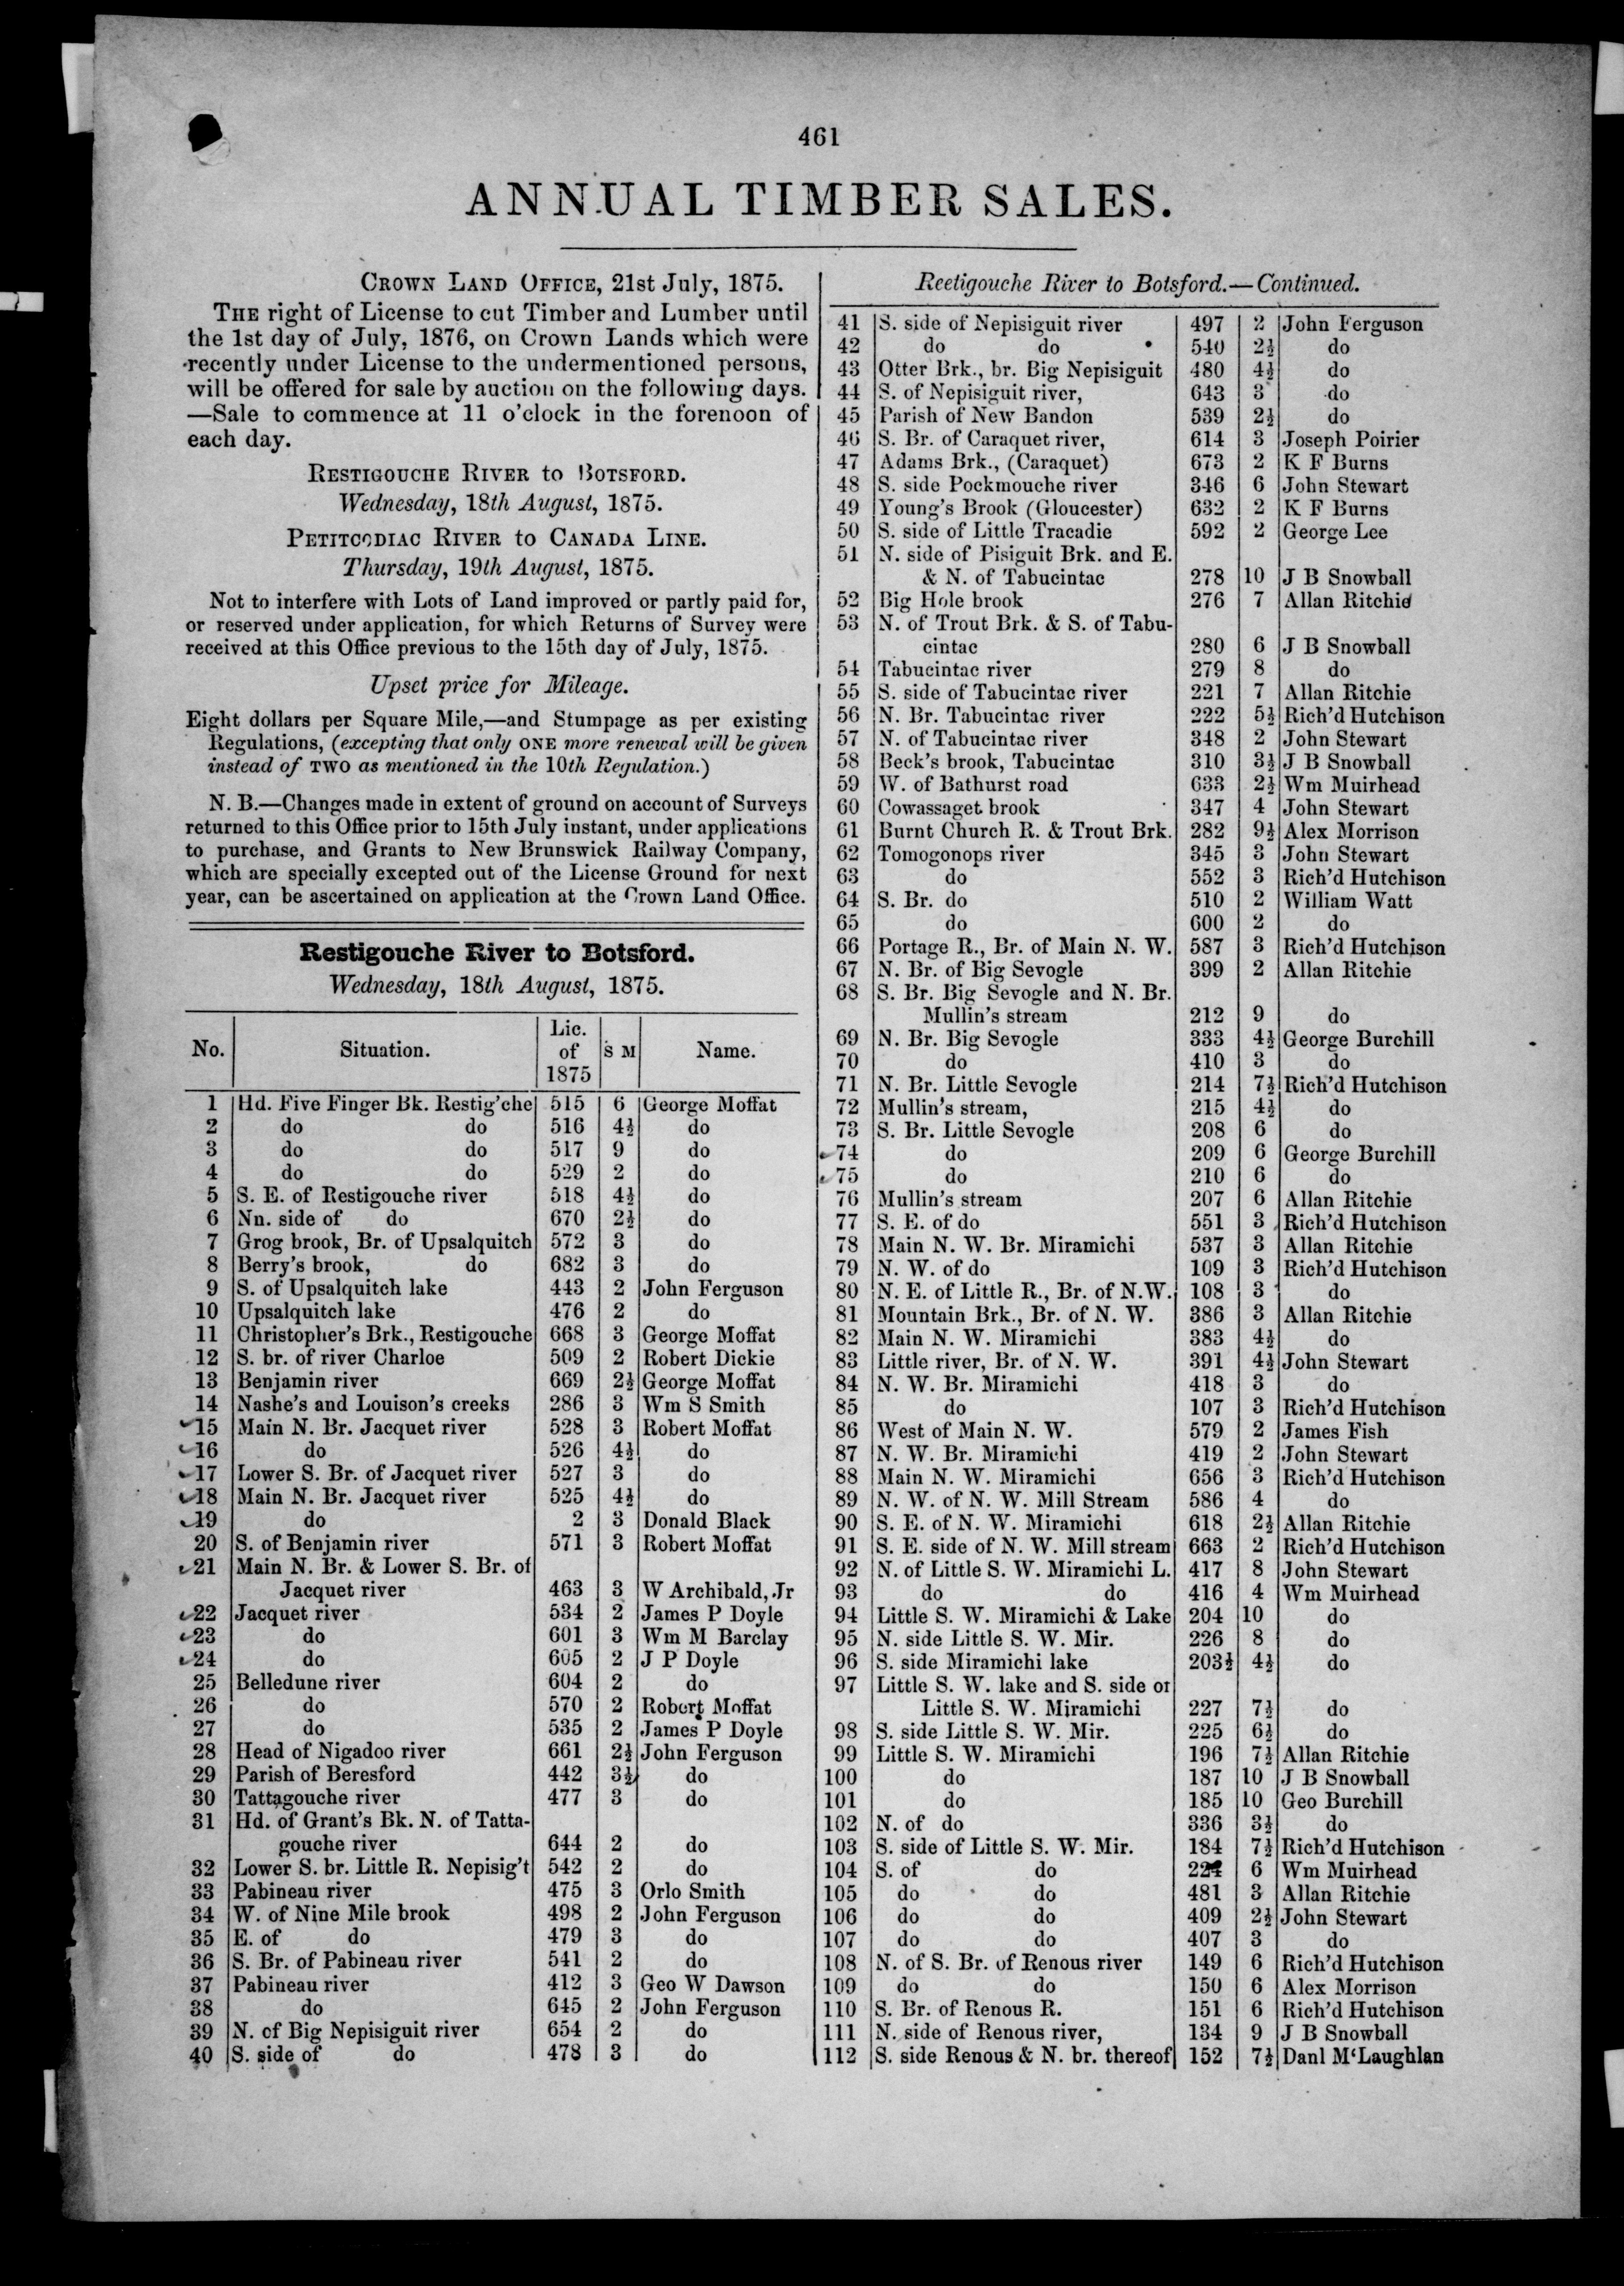 461
ANNUAL TIMBER SALES.
CROWN LAND OFFICE, 21st July, 1875.
THE right of License to cut Timber and Lumber until
the 1st day of July, 1876, on Crown Lands which were
recently under License to the undermentioned persons,
will be offered for sale by auction on the following days.
—Sale to commence at 11 o'clock in the forenoon of
each day.
RESTIGOUCHE RIVER to BOTSFORD.
Wednesday, 18th August, 1875.
PETITCODIAC RIVER to CANADA LINE.
Thursday, 19th August, 1875.
Not to interfere with Lots of Land improved or partly paid for,
or reserved under application, for which Returns of Survey were
received at this Office previous to the 15th day of July, 1875.
Upset price for Mileage.
Eight dollars per Square Mile,—and Stumpage as per existing
Regulations, (excepting that only ONE more renewal will be given
instead of TWO as mentioned in the 10th Regulation.)
N. B.—Changes made in extent of ground on account of Surveys
returned to this Office prior to 15th July instant, under applications
to purchase, and Grants to New Brunswick Railway Company,
which are specially excepted out of the License Ground for next
year, can be ascertained on application at the Crown Land Office.
Restigouche River to Botsford.
Wednesday, 18th August, 1875.
No. Situation. Lic. of 1875 S M Name.
1 Hd. Five Finger Bk. Restig'che 515 6 George Moffat
2 do do 516 4½ do
3 do do 517 9 do
4 do do 529 2 do
5 S. E. of Restigouche river 518 4½ do
6 Nn. side of do 670 2½ do
7 Grog brook, Br. of Upsalquitch 572 3 do
8 Berry's brook, do 682 3 do
9 S. of Upsalquitch lake 443 2 John Ferguson
10 Upsalquitch lake 476 2 do
11 Christopher's Brk., Restigouche 668 3 George Moffat
12 S. br. of river Charloe 509 2 Robert Dickie
13 Benjamin river 669 2½ George Moffat
14 Nashe's and Louison's creeks 286 3 Wm S Smith
15 Main N. Br. Jacquet river 528 3 Robert Moffat
16 do 526 4½ do
17 Lower S. Br. of Jacquet river 527 3 do
18 Main N. Br. Jacquet river 525 4½ do
19 do 2 3 Donald Black
20 S. of Benjamin river 571 3 Robert Moffat
21 Main N. Br. & Lower S. Br. of
Jacquet river 463 3 W Archibald, Jr
22 Jacquet river 534 2 James P Doyle
23 do 601 3 Wm M Barclay
24 do 605 2 J P Doyle
25 Belledune river 604 2 do
26 do 570 2 Robert Moffat
27 do 535 2 James P Doyle
28 Head of Nigadoo river 661 2½ John Ferguson
29 Parish of Beresford 442 3½ do
30 Tattagouche river 477 3 do
31 Hd. of Grant's Bk. N. of Tatta-
gouche river 644 2 do
32 Lower S. br. Little R. Nepisig't 542 2 do
33 Pabineau river 475 3 Orlo Smith
34 W. of Nine Mile brook 498 2 John Ferguson
35 E. of do 479 3 do
36 S. Br. of Pabineau river 541 2 do
37 Pabineau river 412 3 Geo W Dawson
38 do 645 2 John Ferguson
39 N. of Big Nepisiguit river 654 2 do
40 S. side of do 478 3 do
Reetigouche River to Botsford.—Continued.
41 S. side of Nepisiguit river 497 2 John Ferguson
42 do do 540 2½ do
43 Otter Brk., br. Big Nepisiguit 480 4½ do
44 S. of Nepisiguit river, 643 3 do
45 Parish of New Bandon 539 2½ do
46 S. Br. of Caraquet river, 614 3 Joseph Poirier
47 Adams Brk., (Caraquet) 673 2 K F Burns
48 S. side Pockmouche river 346 6 John Stewart
49 Young's Brook (Gloucester) 632 2 K F Burns
50 S. side of Little Tracadie 592 2 George Lee
51 N. side of Pisiguit Brk. and E.
& N. of Tabucintac 278 10 J B Snowball
52 Big Hole brook 276 7 Allan Ritchie
53 N. of Trout Brk. & S. of Tabu-
cintac 280 6 J B Snowball
54 Tabucintac river 279 8 do
55 S. side of Tabucintac river 221 7 Allan Ritchie
56 N. Br. Tabucintac river 222 5½ Rich'd Hutchison
57 N. of Tabucintac river 348 2 John Stewart
58 Beck's brook, Tabucintac 310 3½ J B Snowball
59 W. of Bathurst road 633 2½ Wm Muirhead
60 Cowassaget brook 347 4 John Stewart
61 Burnt Church R. & Trout Brk. 282 9½ Alex Morrison
62 Tomogonops river 345 3 John Stewart
63 do 552 3 Rich'd Hutchison
64 S. Br. do 510 2 William Watt
65 do 600 2 do
66 Portage R., Br. of Main N. W. 587 3 Rich'd Hutchison
67 N. Br. of Big Sevogle 399 2 Allan Ritchie
68 S. Br. Big Sevogle and N. Br.
Mullin's stream 212 9 do
69 N. Br. Big Sevogle 333 4½ George Burchill
70 do 410 3 do
71 N. Br. Little Sevogle 214 7½ Rich'd Hutchison
72 Mullin's stream, 215 4½ do
73 S. Br. Little Sevogle 208 6 do
74 do 209 6 George Burchill
75 do 210 6 do
76 Mullin's stream 207 6 Allan Ritchie
77 S. E. of do 551 3 Rich'd Hutchison
78 Main N. W. Br. Miramichi 537 3 Allan Ritchie
79 N. W. of do 109 3 Rich'd Hutchison
80 N. E. of Little R., Br. of N.W. 108 3 do
81 Mountain Brk., Br. of N. W. 386 3 Allan Ritchie
82 Main N. W. Miramichi 383 4½ do
83 Little river, Br. of N. W. 391 4½ John Stewart
84 N. W. Br. Miramichi 418 3 do
85 do 107 3 Rich'd Hutchison
86 West of Main N. W. 579 2 James Fish
87 N. W. Br. Miramichi 419 2 John Stewart
88 Main N. W. Miramichi 656 3 Rich'd Hutchison
89 N. W. of N. W. Mill Stream 586 4 do
90 S. E. of N. W. Miramichi 618 2½ Allan Ritchie
91 S. E. side of N. W. Mill stream 663 2 Rich'd Hutchison
92 N. of Little S. W. Miramichi L. 417 8 John Stewart
93 do do 416 4 Wm Muirhead
94 Little S. W. Miramichi & Lake 204 10 do
95 N. side Little S. W. Mir. 226 8 do
96 S. side Miramichi lake 203½ 4½ do
97 Little S. W. lake and S. side of
Little S. W. Miramichi 227 7½ do
98 S. side Little S. W. Mir. 225 6½ do
99 Little S. W. Miramichi 196 7½ Allan Ritchie
100 do 187 10 J B Snowball
101 do 185 10 Geo Burchill
102 N. of do 336 3½ do
103 S. side of Little S. W. Mir. 184 7½ Rich'd Hutchison
104 S. of do 224 6 Wm Muirhead
105 do do 481 3 Allan Ritchie
106 do do 409 2½ John Stewart
107 do do 407 3 do
108 N. of S. Br. of Renous river 149 6 Rich'd Hutchison
109 do do 150 6 Alex Morrison
110 S. Br. of Renous R. 151 6 Rich'd Hutchison
111 N. side of Renous river, 134 9 J B Snowball
112 S. side Renous & N. br. thereof 152 7½ Danl M'Laughlan